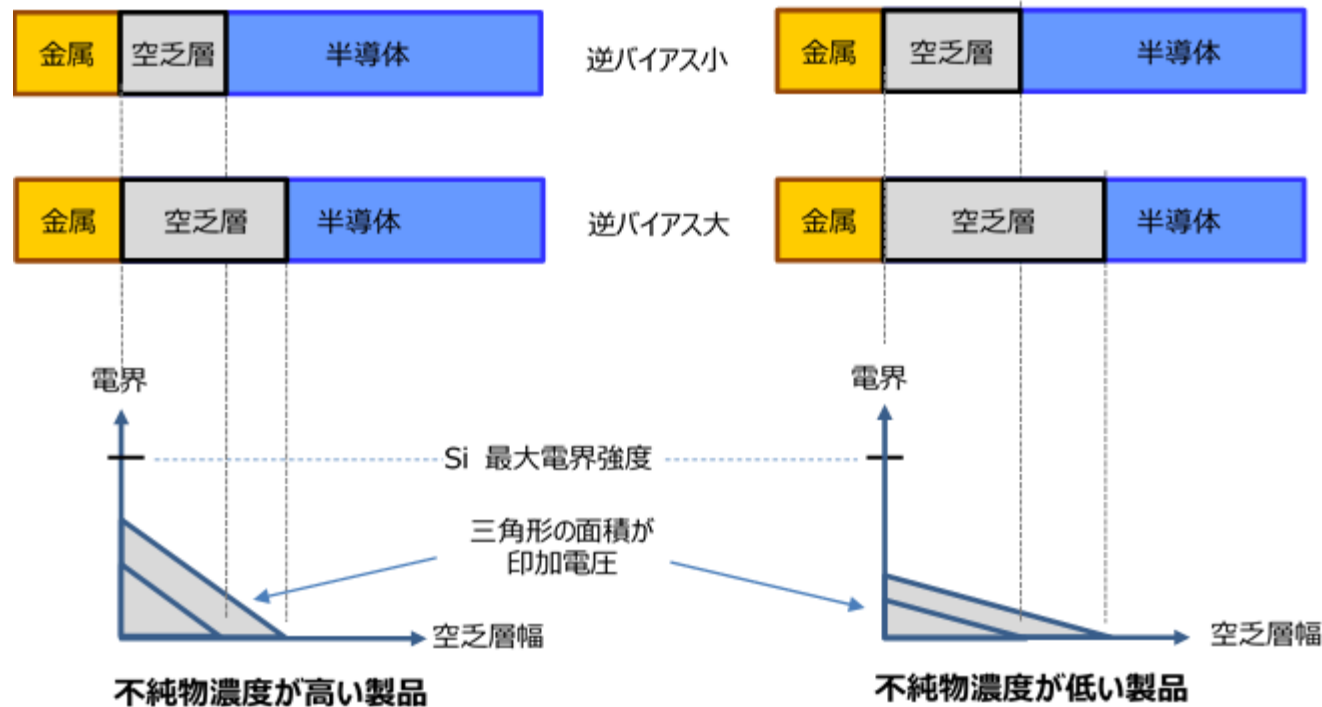 金属
空乏層
半導体
逆バイアス小
金属
空乏層
半導体
金属
空乏層
半導体
逆バイアス大
金属
空乏層
半導体
電界
電界
Si 最大電界強度
三角形の面積が
印加電圧
空乏層幅
空乏層幅
不純物濃度が高い製品
不純物濃度が低い製品